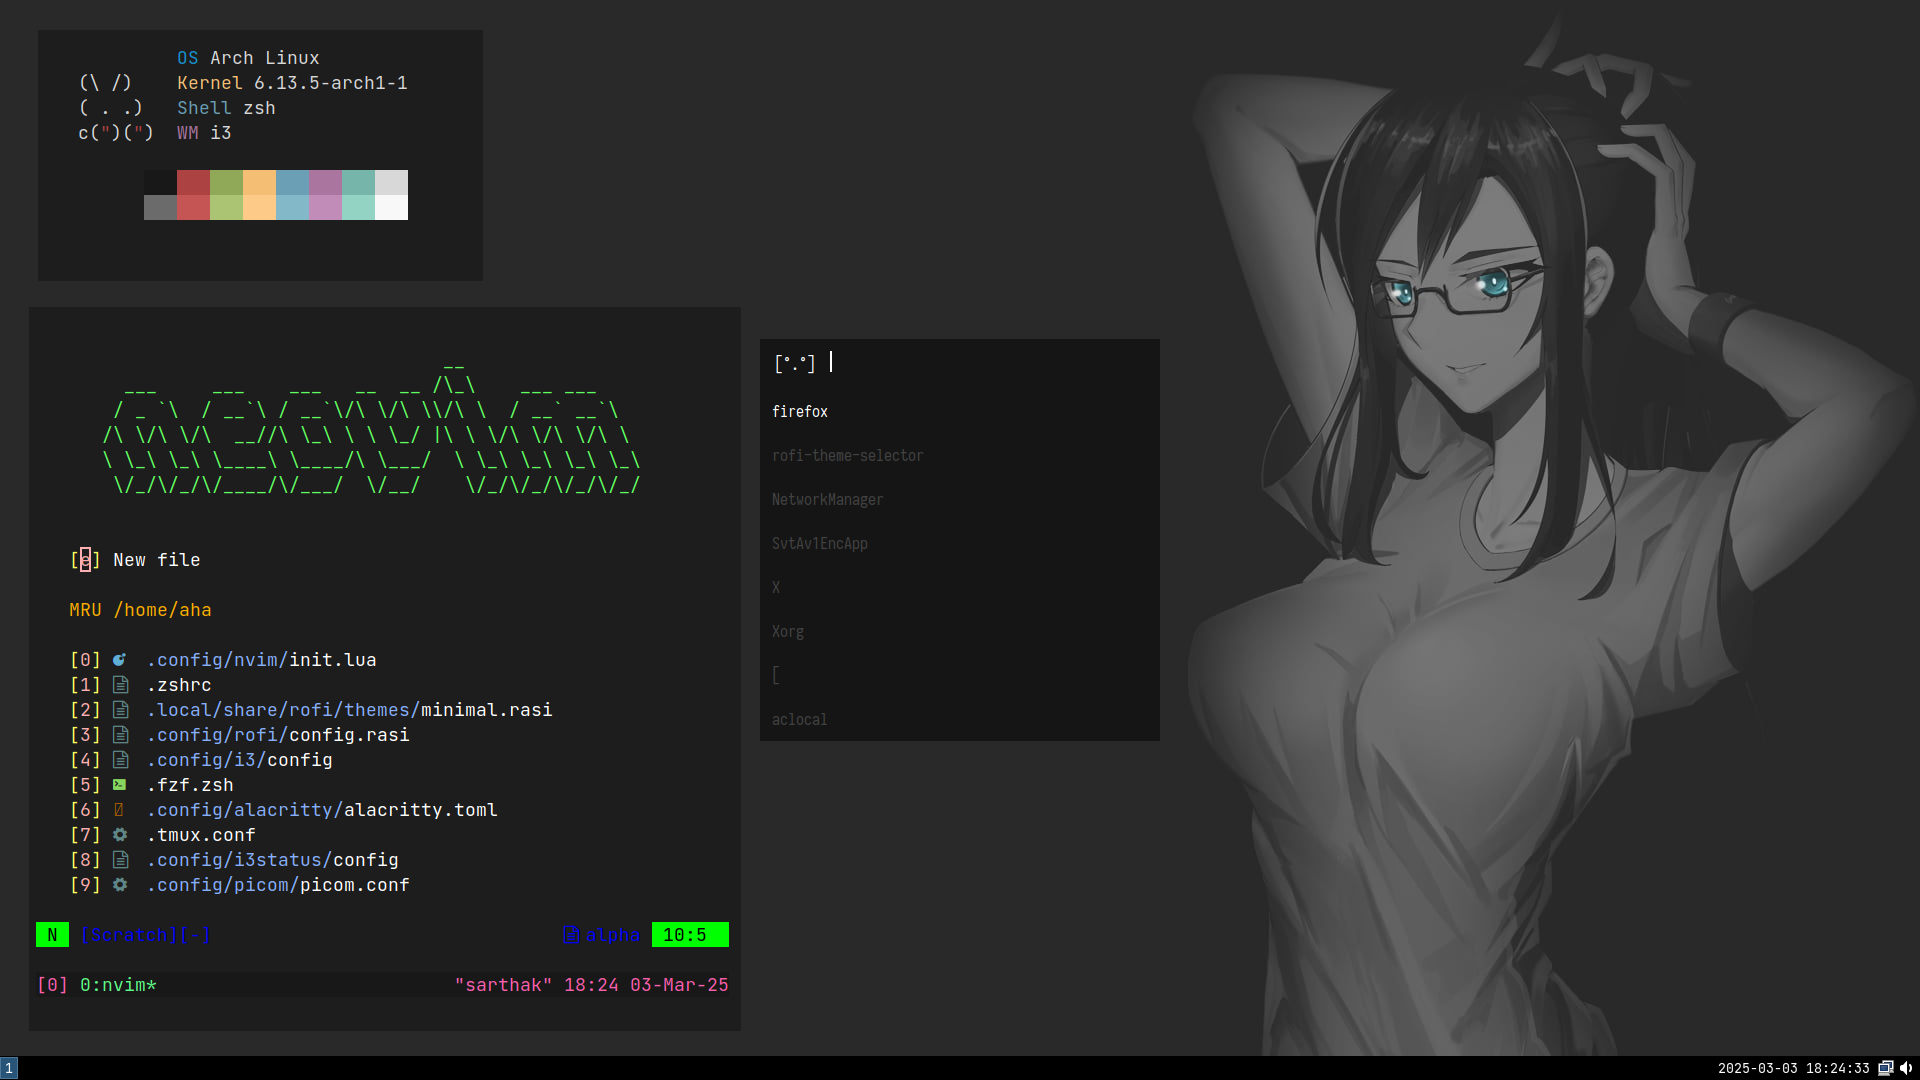 OS Arch Linux
(\ /) Kernel 6.13.5-arch1-1
( . .) Shell zsh
c(")(") WM i3
neovim
[e] New file
MRU /home/aha
[0] .config/nvim/init.lua
[1] .zshrc
[2] .local/share/rofi/themes/minimal.rasi
[3] .config/rofi/config.rasi
[4] .config/i3/config
[5] .fzf.zsh
[6] .config/alacritty/alacritty.toml
[7] .tmux.conf
[8] .config/i3status/config
[9] .config/picom/picom.conf
N [Scratch][-] alpha 10:5
[0] 0:nvim* "sarthak" 18:24 03-Mar-25
[°.°]
firefox
rofi-theme-selector
NetworkManager
SvtAv1EncApp
X
Xorg
[
aclocal
1 2025-03-03 18:24:33